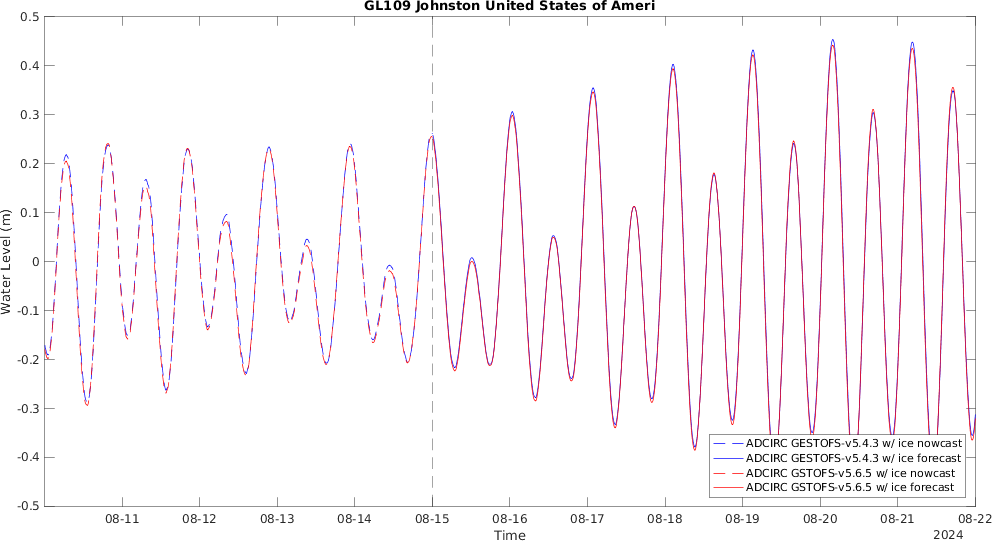 GL109 Johnston United States of Ameri
0.5
0.4
0.3
0.2
0.1
0
-0.1
-0.2
-0.3
-0.4
-0.5
Water Level (m)
ADCIRC GESTOFS-v5.4.3 w/ ice nowcast
ADCIRC GESTOFS-v5.4.3 w/ ice forecast
ADCIRC GSTOFS-v5.6.5 w/ ice nowcast
ADCIRC GSTOFS-v5.6.5 w/ ice forecast
08-11 08-12 08-13 08-14 08-15 08-16 08-17 08-18 08-19 08-20 08-21 08-22
Time
2024